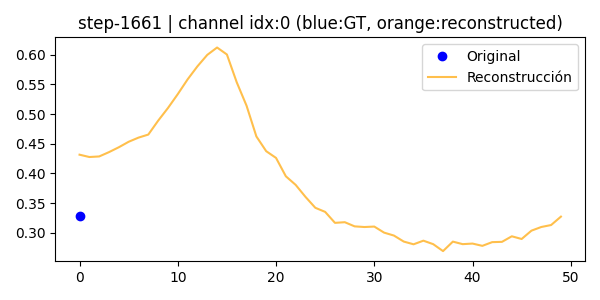 step-1661 | channel idx:0 (blue:GT, orange:reconstructed)
Original
Reconstrucción
0.60
0.55
0.50
0.45
0.40
0.35
0.30
0 10 20 30 40 50